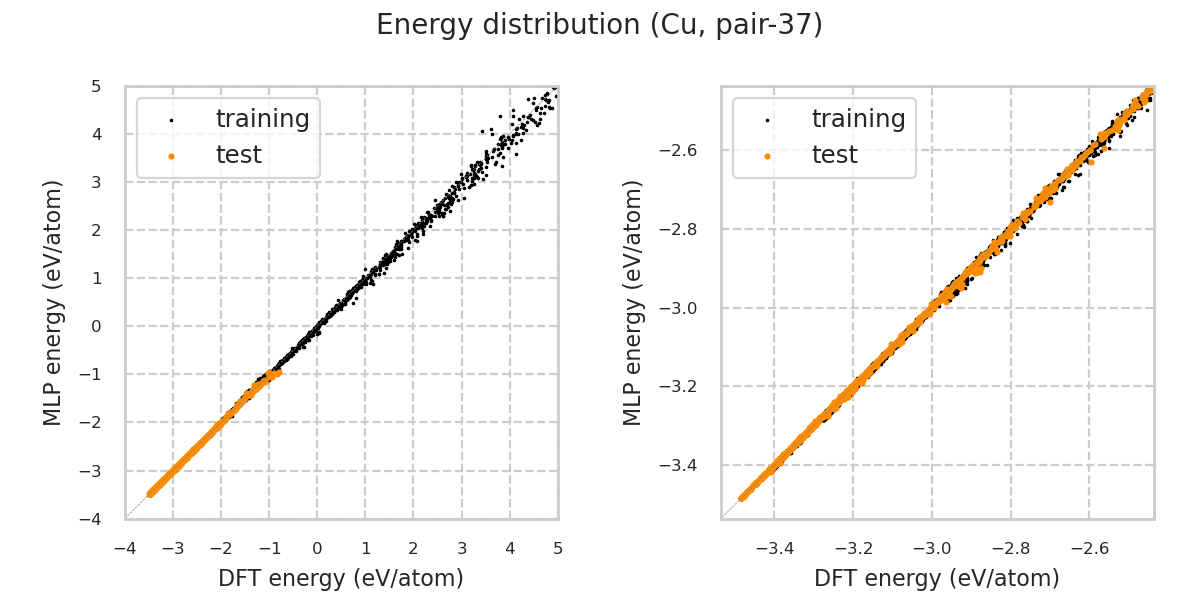 Energy distribution (Cu, pair-37)
MLP energy (eV/atom)
5
4
3
2
1
0
−1
−2
−3
−4
training
test
−4 −3 −2 −1 0 1 2 3 4 5
DFT energy (eV/atom)
MLP energy (eV/atom)
−2.6
−2.8
−3.0
−3.2
−3.4
training
test
−3.4 −3.2 −3.0 −2.8 −2.6
DFT energy (eV/atom)